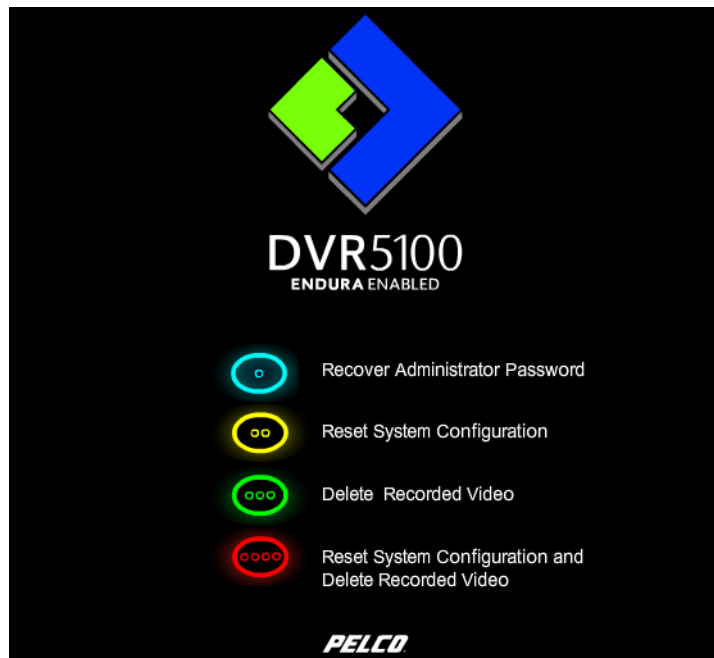 DVR5100
ENDURA ENABLED
Recover Administrator Password
Reset System Configuration
Delete Recorded Video
Reset System Configuration and
Delete Recorded Video
PELCO